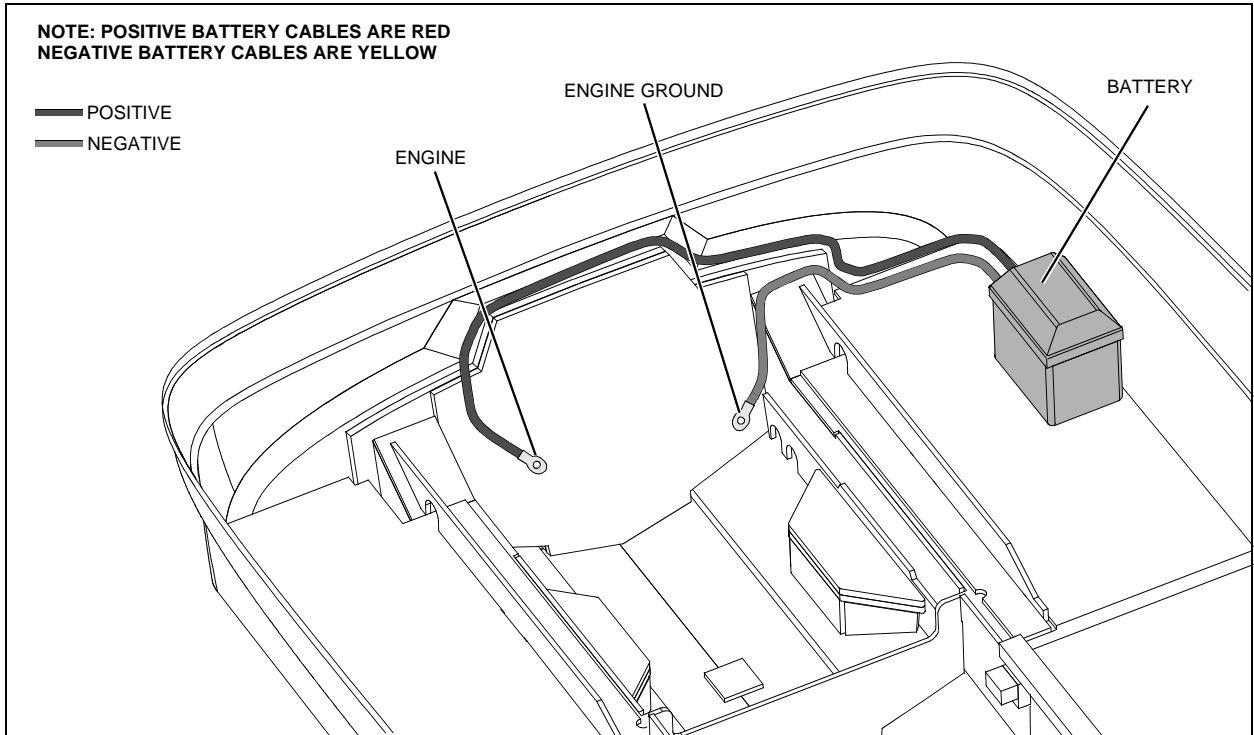 NOTE: POSITIVE BATTERY CABLES ARE RED
NEGATIVE BATTERY CABLES ARE YELLOW
POSITIVE
NEGATIVE
ENGINE
ENGINE GROUND
BATTERY